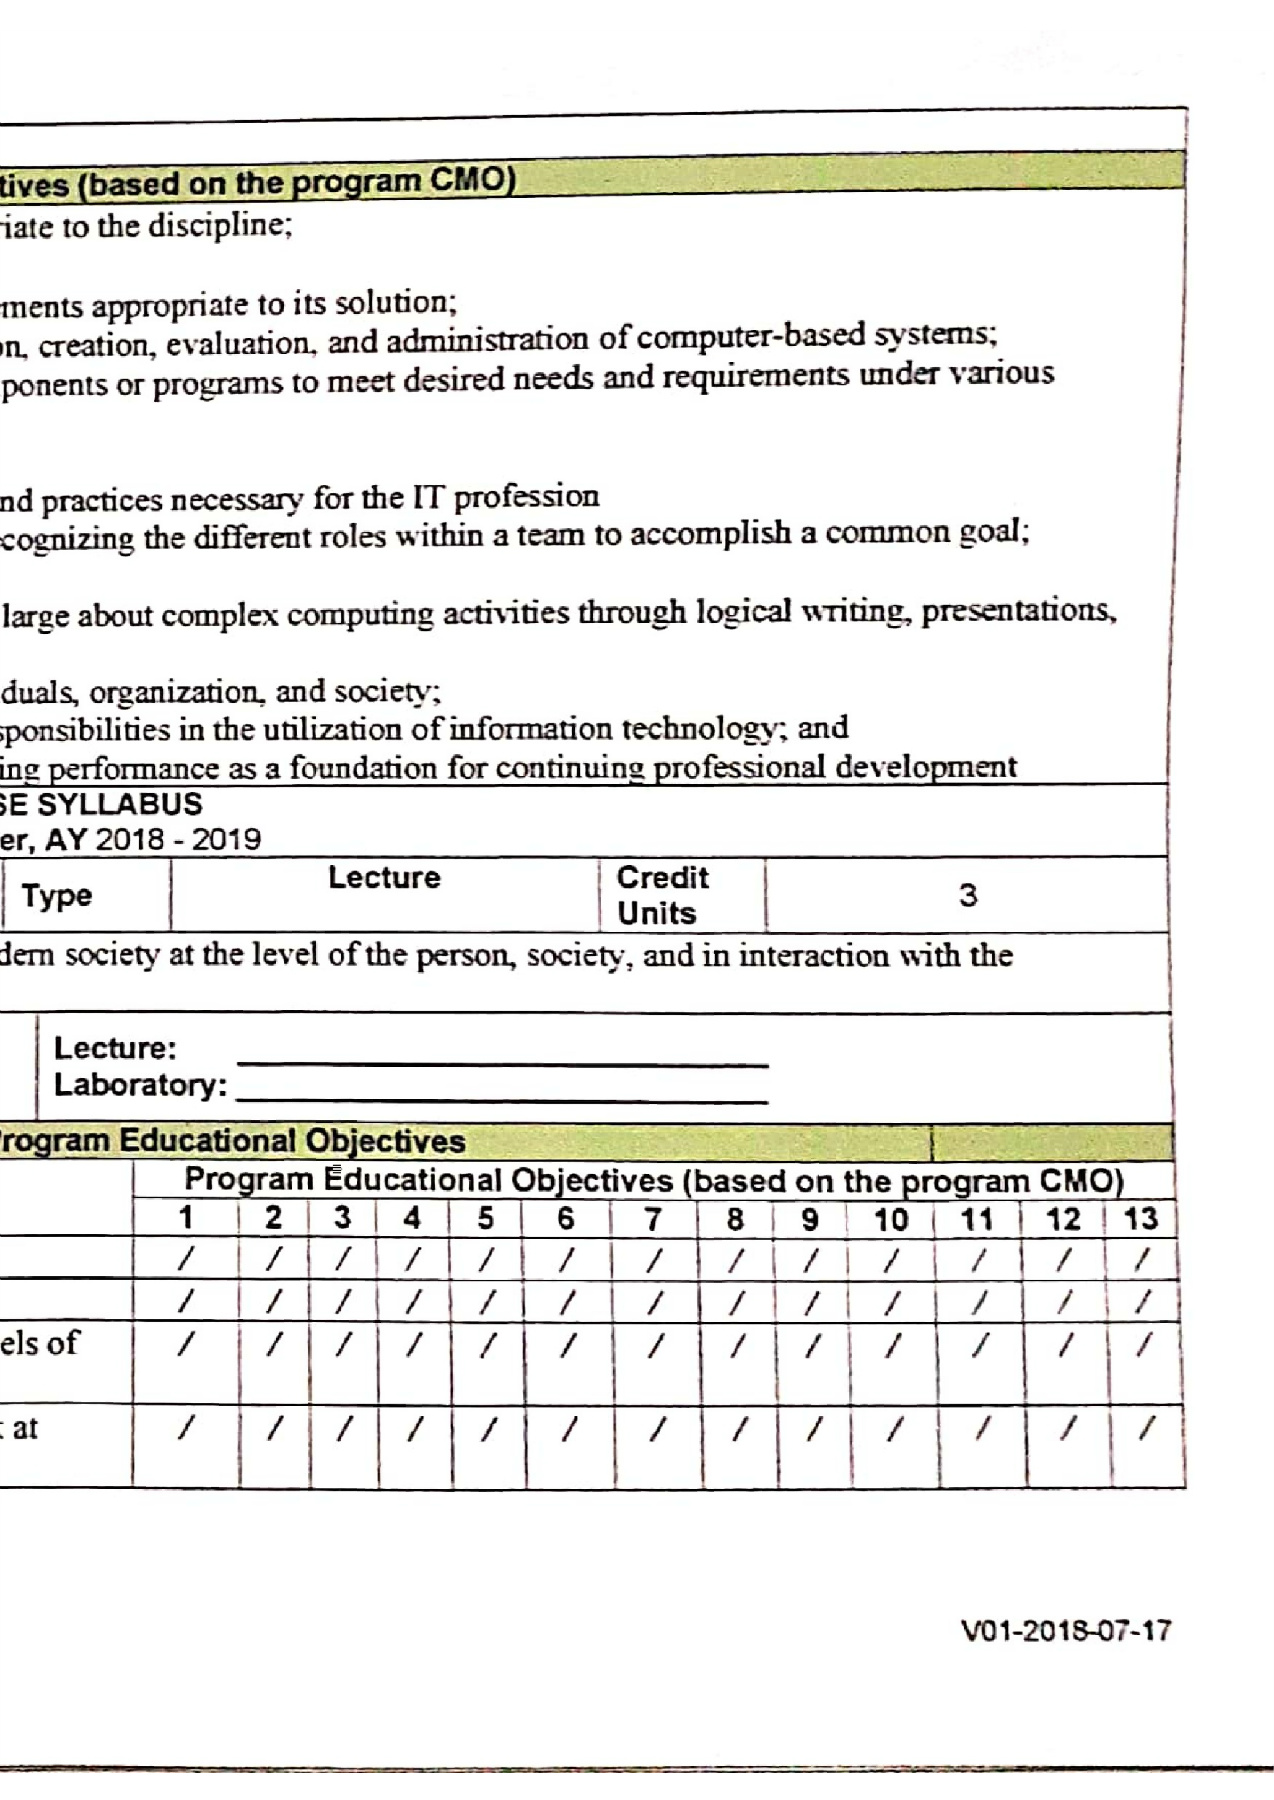 tives (based on the program CMO)
riate to the discipline;
ments appropriate to its solution;
on, creation, evaluation, and administration of computer-based systems;
ponents or programs to meet desired needs and requirements under various
nd practices necessary for the IT profession
cognizing the different roles within a team to accomplish a common goal;
large about complex computing activities through logical writing, presentations,
duals, organization, and society;
sponsibilities in the utilization of information technology; and
ing performance as a foundation for continuing professional development
SE SYLLABUS
er, AY 2018 - 2019
Type Lecture Credit Units 3
dern society at the level of the person, society, and in interaction with the
Lecture:
Laboratory:
rogram Educational Objectives
Program Educational Objectives (based on the program CMO)
1 2 3 4 5 6 7 8 9 10 11 12 13
/ / / / / / / / / / / / /
/ / / / / / / / / / / / /
els of / / / / / / / / / / / / /
at / / / / / / / / / / / / /
V01-2018-07-17